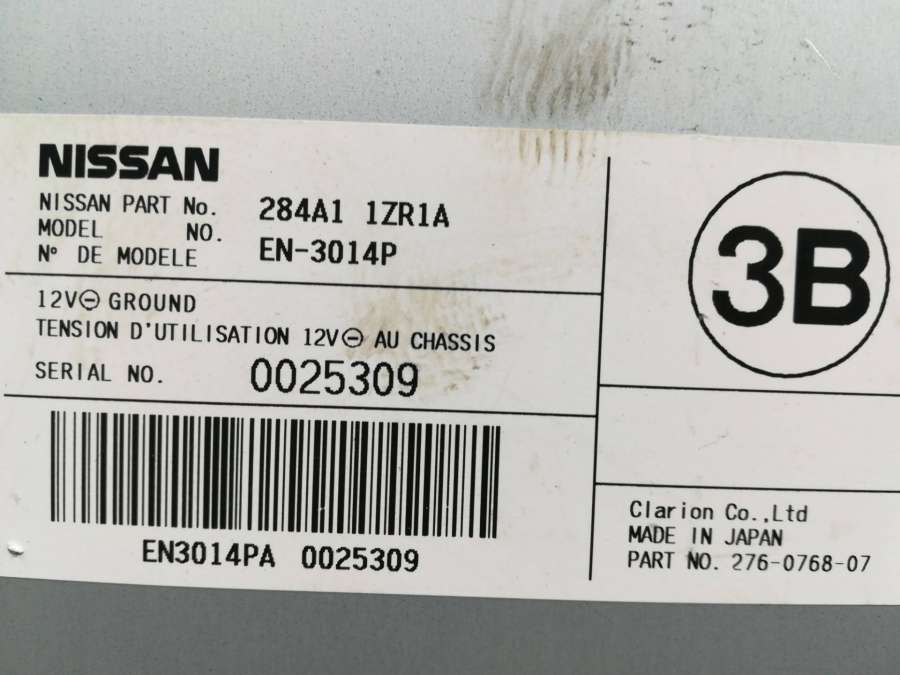 NISSAN
NISSAN PART No. 284A1 1ZR1A
MODEL NO. EN-3014P
N° DE MODELE
12V⊖ GROUND
TENSION D'UTILISATION 12V⊖ AU CHASSIS
SERIAL NO. 0025309
EN3014PA 0025309
3B
Clarion Co.,Ltd
MADE IN JAPAN
PART NO. 276-0768-07